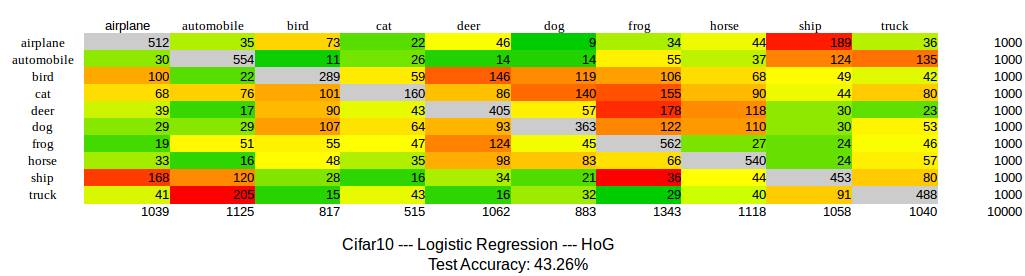 airplane automobile bird cat deer dog frog horse ship truck
airplane 512 35 73 22 46 9 34 44 189 36 1000
automobile 30 554 11 26 14 14 55 37 124 135 1000
bird 100 22 289 59 146 119 106 68 49 42 1000
cat 68 76 101 160 86 140 155 90 44 80 1000
deer 39 17 90 43 405 57 178 118 30 23 1000
dog 29 29 107 64 93 363 122 110 30 53 1000
frog 19 51 55 47 124 45 562 27 24 46 1000
horse 33 16 48 35 98 83 66 540 24 57 1000
ship 168 120 28 16 34 21 36 44 453 80 1000
truck 41 205 15 43 16 32 29 40 91 488 1000
1039 1125 817 515 1062 883 1343 1118 1058 1040 10000
Cifar10 --- Logistic Regression --- HoG
Test Accuracy: 43.26%